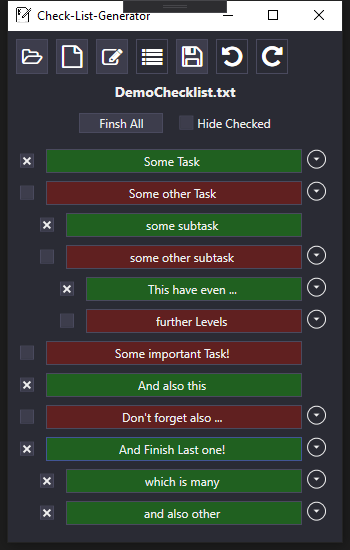 Check-List-Generator
DemoChecklist.txt
Finsh All
Hide Checked
Some Task
Some other Task
some subtask
some other subtask
This have even ...
further Levels
Some important Task!
And also this
Don't forget also ...
And Finish Last one!
which is many
and also other